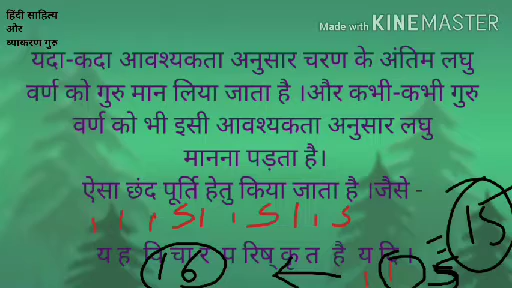 हिंदी साहित्य
और
व्याकरण गुरु
Made with KINEMASTER
यदा-कदा आवश्यकता अनुसार चरण के अंतिम लघु
वर्ण को गुरु मान लिया जाता है ।और कभी-कभी गुरु
वर्ण को भी इसी आवश्यकता अनुसार लघु
मानना पड़ता है।
ऐसा छंद पूर्ति हेतु किया जाता है ।जैसे -
। । । ऽ। । ऽ। । ऽ
= 15
य ह वि चा र प रिष् कृ त है य दि ।
16 ← ऽ